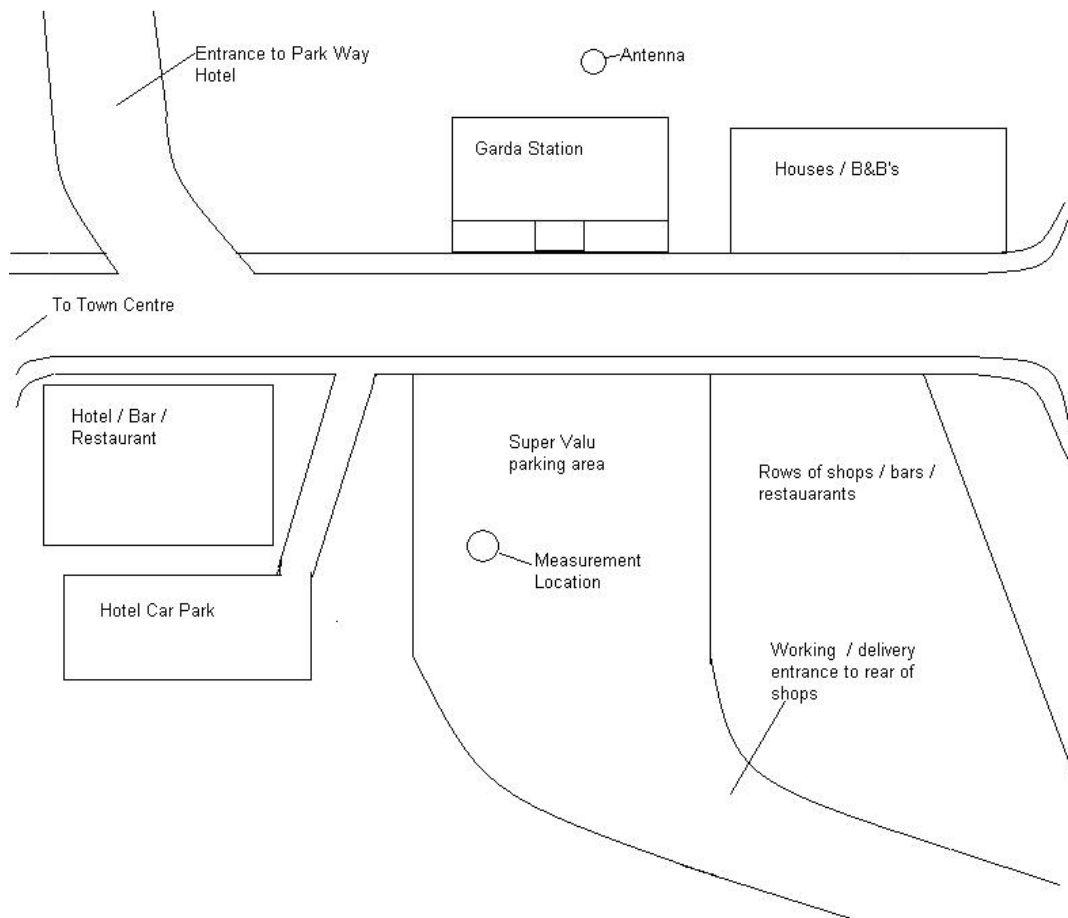 Entrance to Park Way
Hotel
Antenna
Garda Station
Houses / B&B's
To Town Centre
Hotel / Bar /
Restaurant
Super Valu
parking area
Rows of shops / bars /
restauarants
Measurement
Location
Hotel Car Park
Working / delivery
entrance to rear of
shops